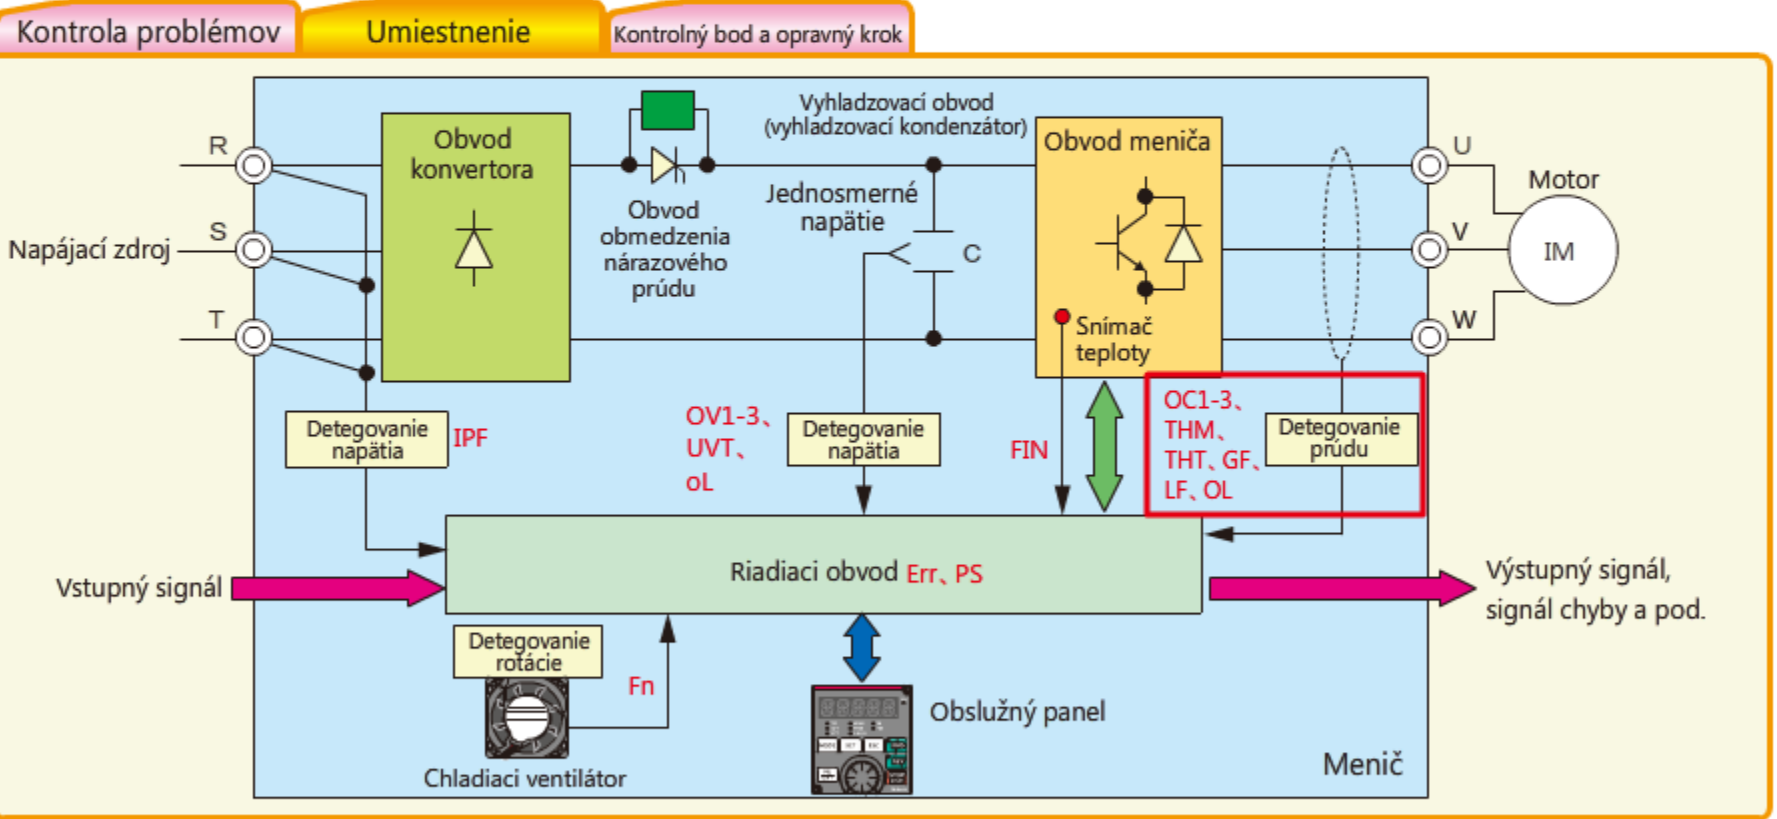 Kontrola problémov
Umiestnenie
Kontrolný bod a opravný krok
R
S
T
Napájací zdroj
Obvod
konvertora
Obvod
obmedzenia
nárazového
prúdu
Vyhladzovací obvod
(vyhladzovací kondenzátor)
Jednosmerné
napätie
C
Obvod meniča
Snímač
teploty
U
V
W
Motor
IM
Detegovanie
napätia
IPF
OV1-3、
UVT、
oL
Detegovanie
napätia
FIN
OC1-3、
THM、
THT、GF、
LF、OL
Detegovanie
prúdu
Vstupný signál
Riadiaci obvod Err、PS
Výstupný signál,
signál chyby a pod.
Detegovanie
rotácie
Fn
Chladiaci ventilátor
Obslužný panel
Menič